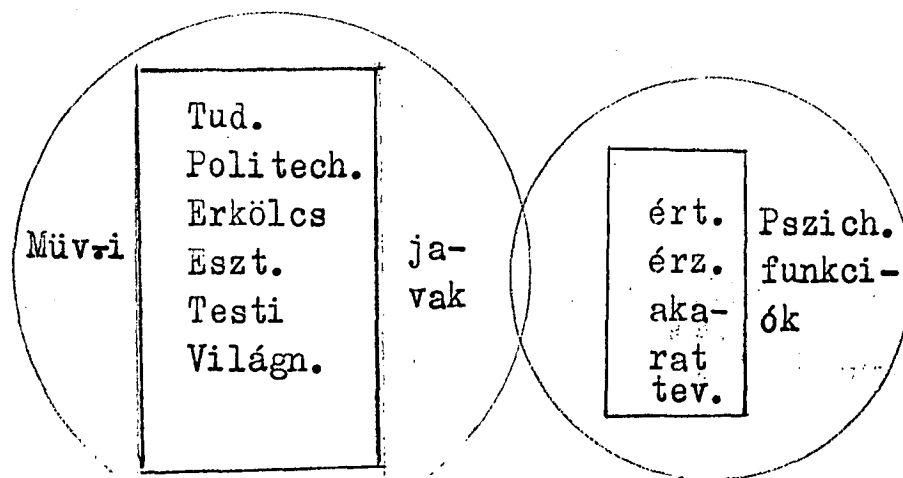 Tud.
Politech.
Erkölcs
Eszt.
Testi
Világn.
Müv-i
ja-
vak
ért.
érz.
aka-
rat
tev.
Pszich.
funkci-
ók